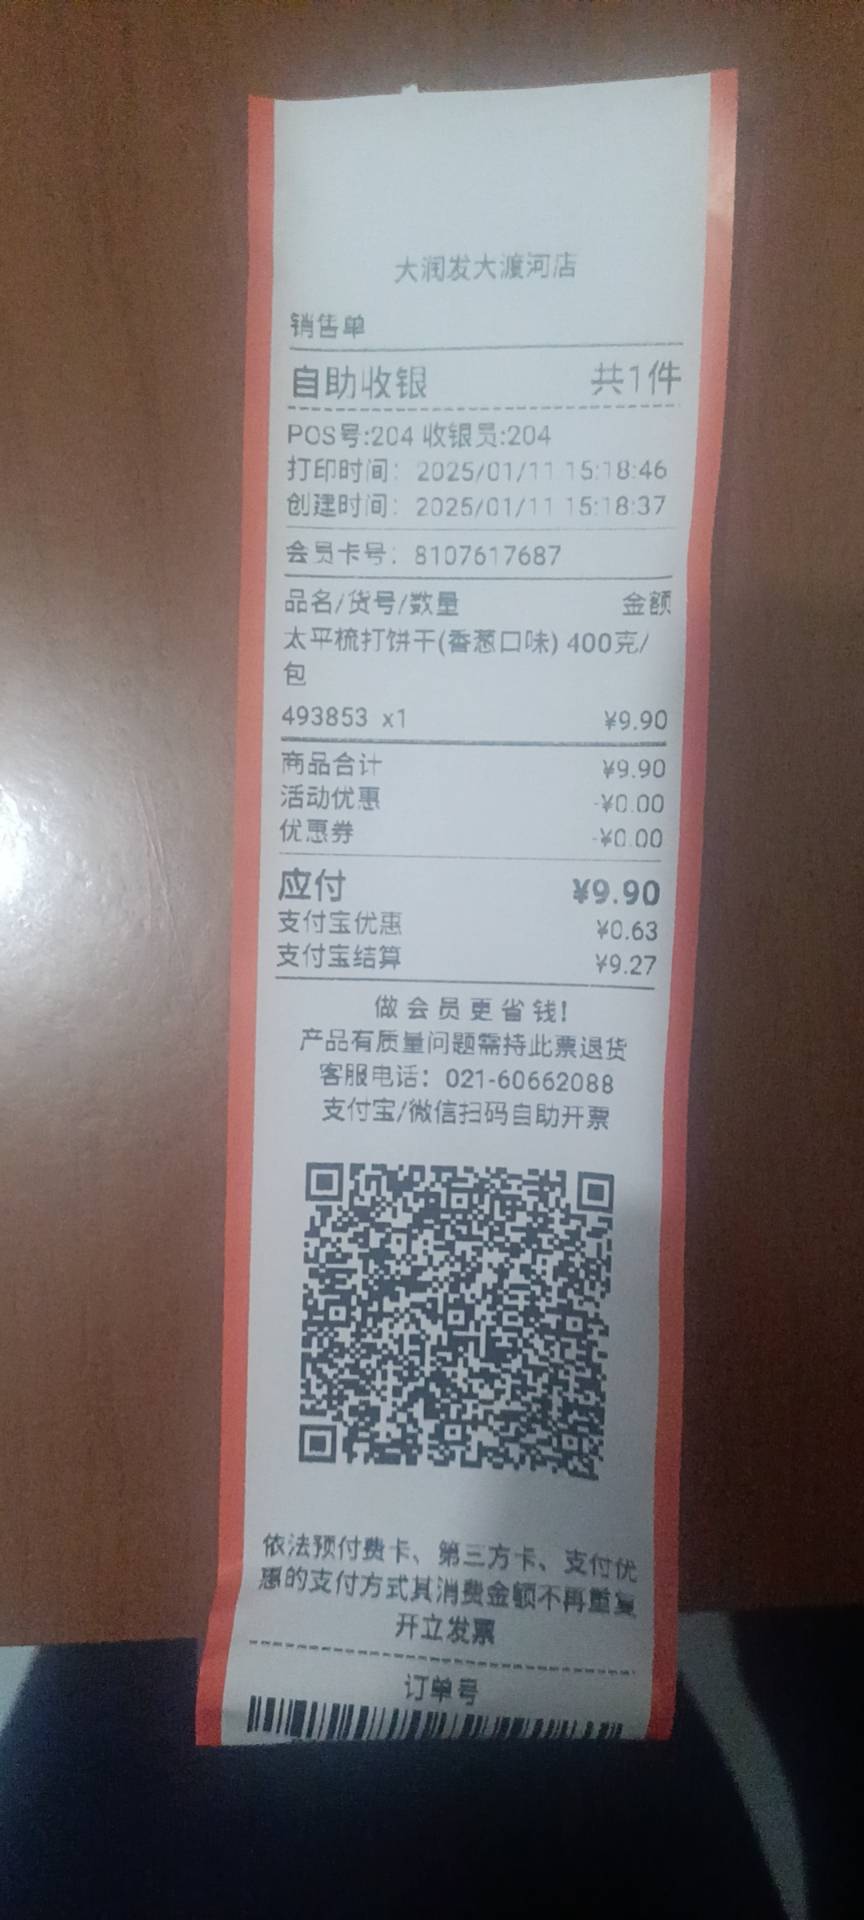 大润发大渡河店
销售单
自助收银 共1件
POS号:204 收银员:204
打印时间: 2025/01/11 15:18:46
创建时间: 2025/01/11 15:18:37
会员卡号: 8107617687
品名/货号/数量 金额
太平梳打饼干(香葱口味) 400克/
包
493853 x1 ¥9.90
商品合计 ¥9.90
活动优惠 -¥0.00
优惠券 -¥0.00
应付 ¥9.90
支付宝优惠 ¥0.63
支付宝结算 ¥9.27
做会员更省钱!
产品有质量问题需持此票退货
客服电话: 021-60662088
支付宝/微信扫码自助开票
依法预付费卡、第三方卡、支付优
惠的支付方式其消费金额不再重复
开立发票
订单号